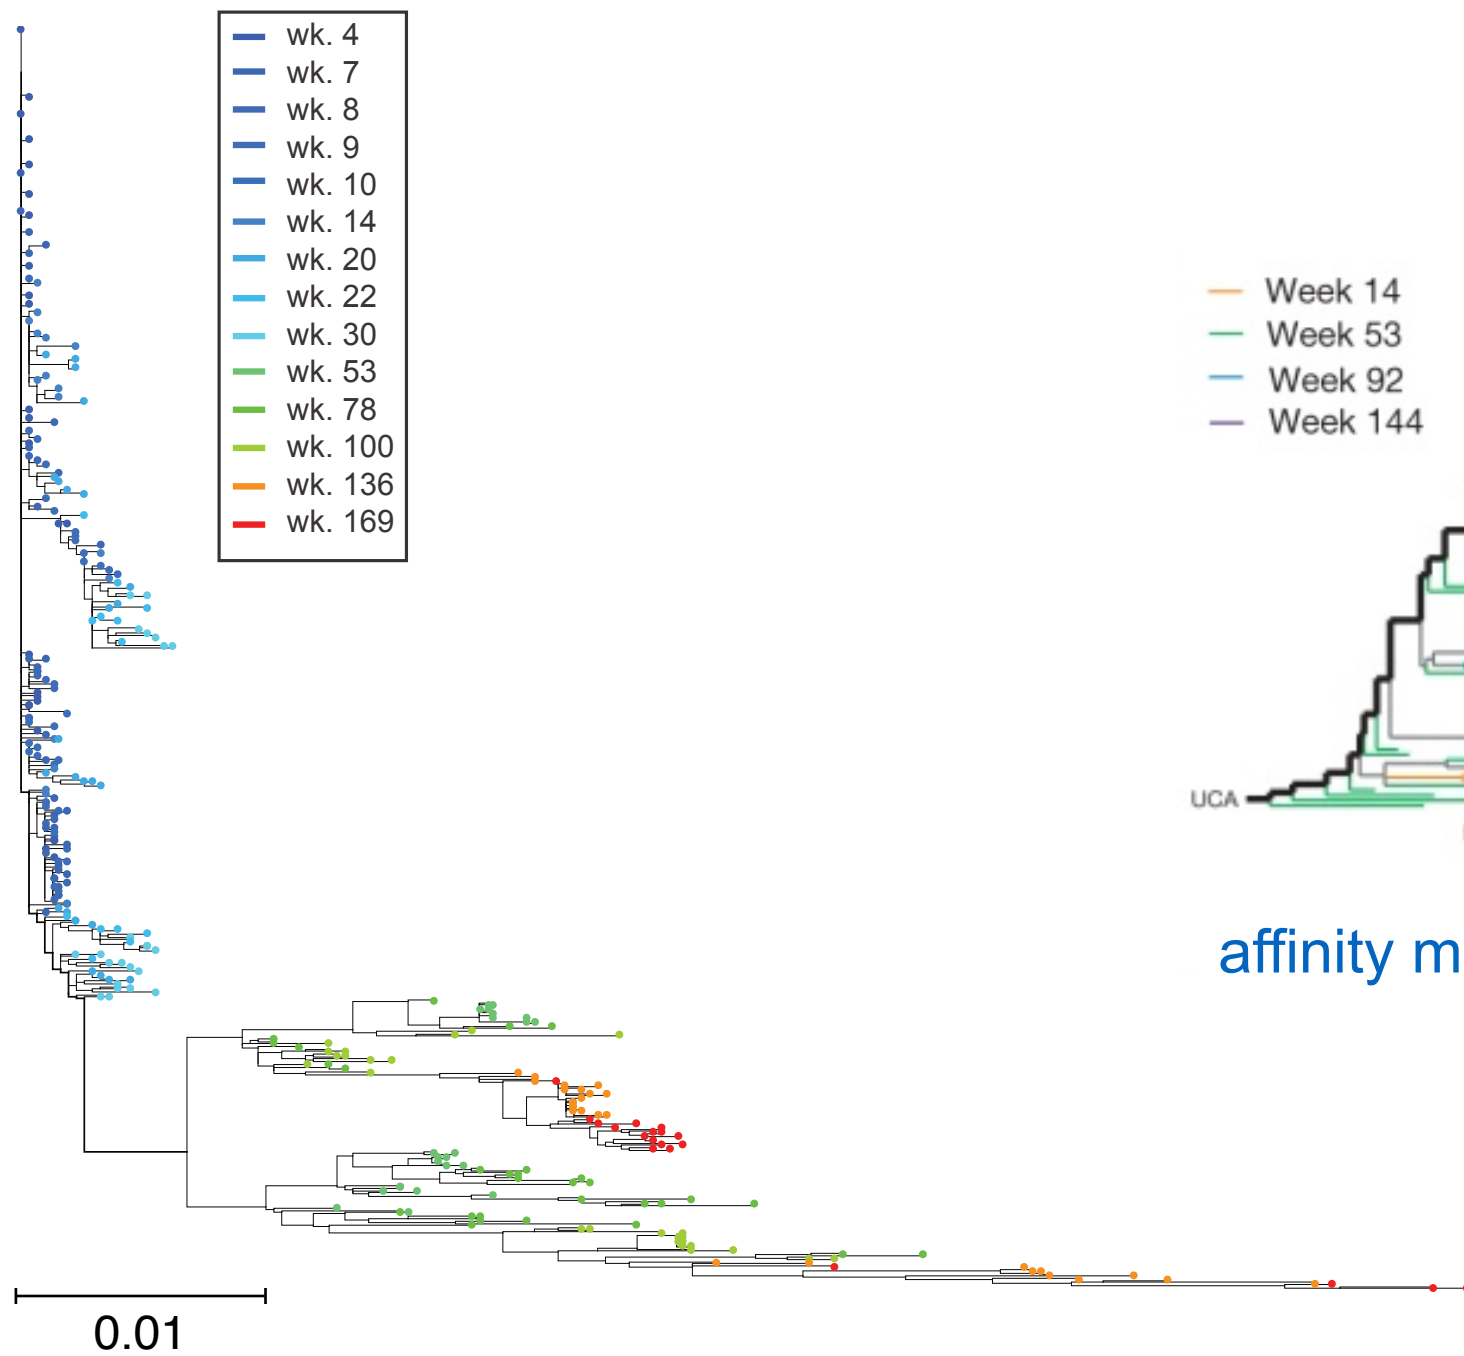 wk. 4
wk. 7
wk. 8
wk. 9
wk. 10
wk. 14
wk. 20
wk. 22
wk. 30
wk. 53
wk. 78
wk. 100
wk. 136
wk. 169
Week 14
Week 53
Week 92
Week 144
UCA
affinity m
0.01